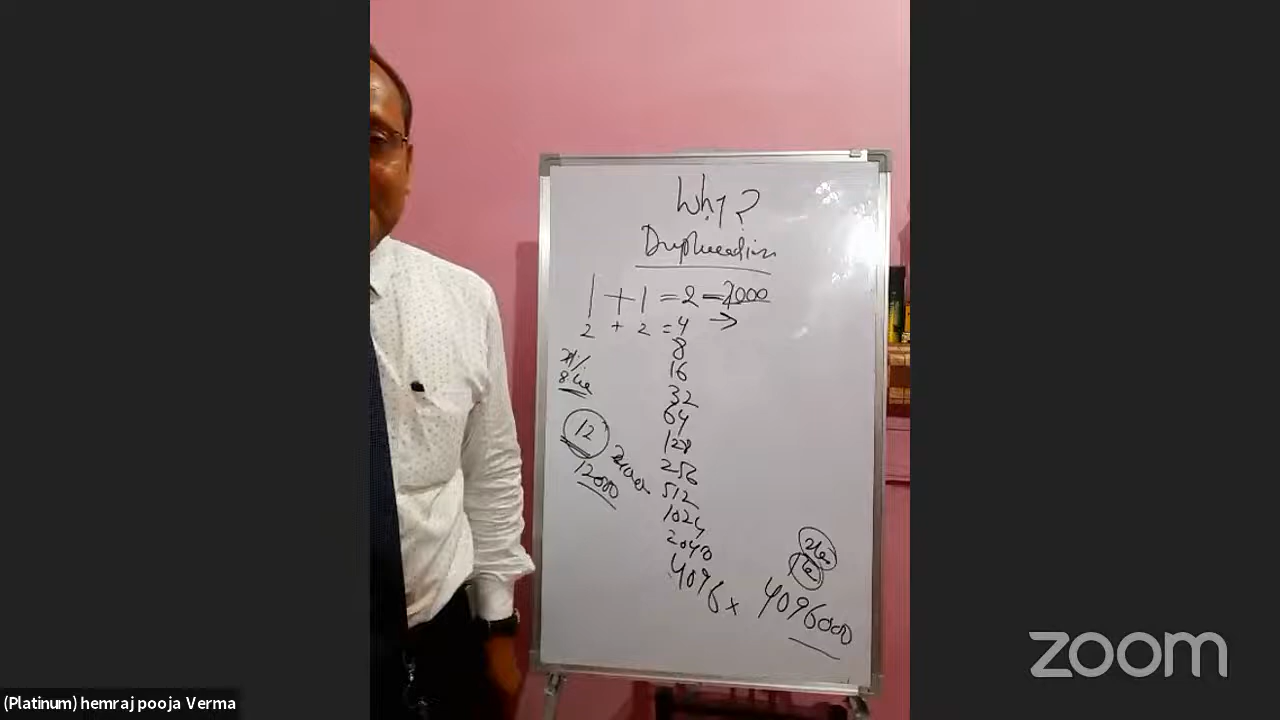 Why?
Duplication
1 + 1 = 2 = 2000
2 + 2 = 4 →
8
16
32
64
128
256
512
1024
2048
4096 x 4096000
12
12000
zoom
(Platinum) hemraj pooja Verma